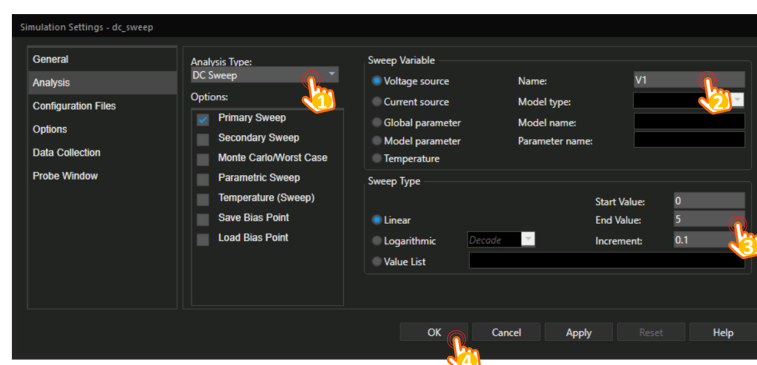 Simulation Settings - dc_sweep
General
Analysis
Configuration Files
Options
Data Collection
Probe Window
Analysis Type:
DC Sweep
1
Options:
Primary Sweep
Secondary Sweep
Monte Carlo/Worst Case
Parametric Sweep
Temperature (Sweep)
Save Bias Point
Load Bias Point
Sweep Variable
Voltage source Name: V1
2
Current source Model type:
Global parameter Model name:
Model parameter Parameter name:
Temperature
Sweep Type
Start Value: 0
Linear End Value: 5
Logarithmic Decade Increment: 0.1
3
Value List
OK Cancel Apply Reset Help
4